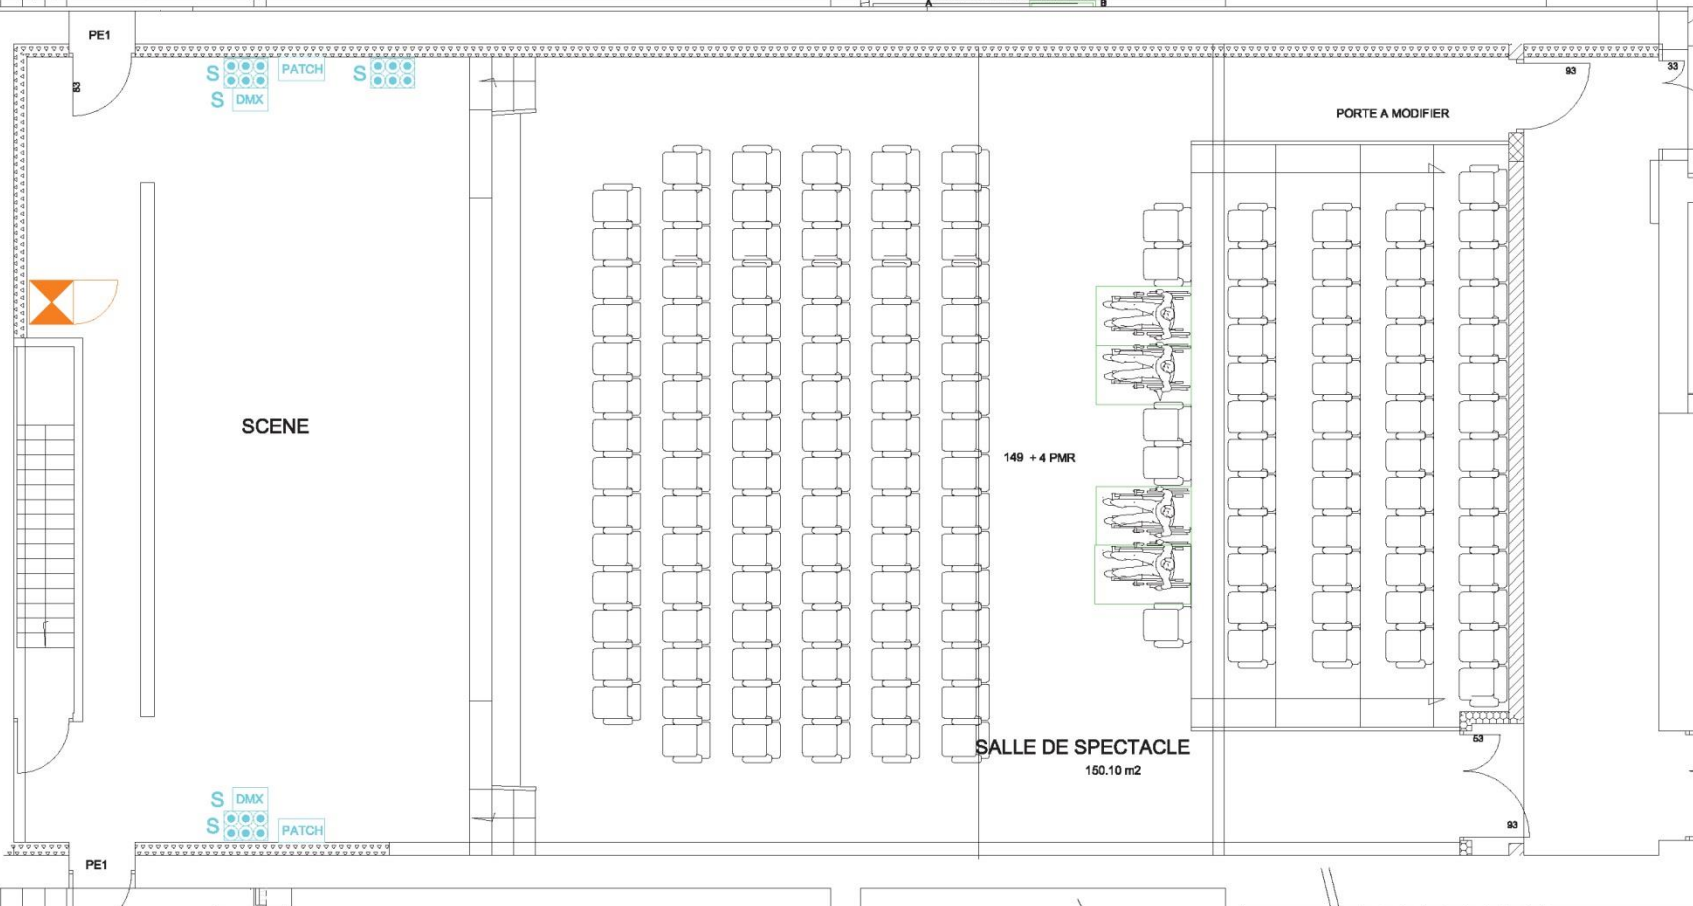 A
B
PE1
83
S
PATCH
S
S DMX
93
33
PORTE A MODIFIER
SCENE
149 + 4 PMR
SALLE DE SPECTACLE
150.10 m2
53
93
S DMX
S
PATCH
PE1